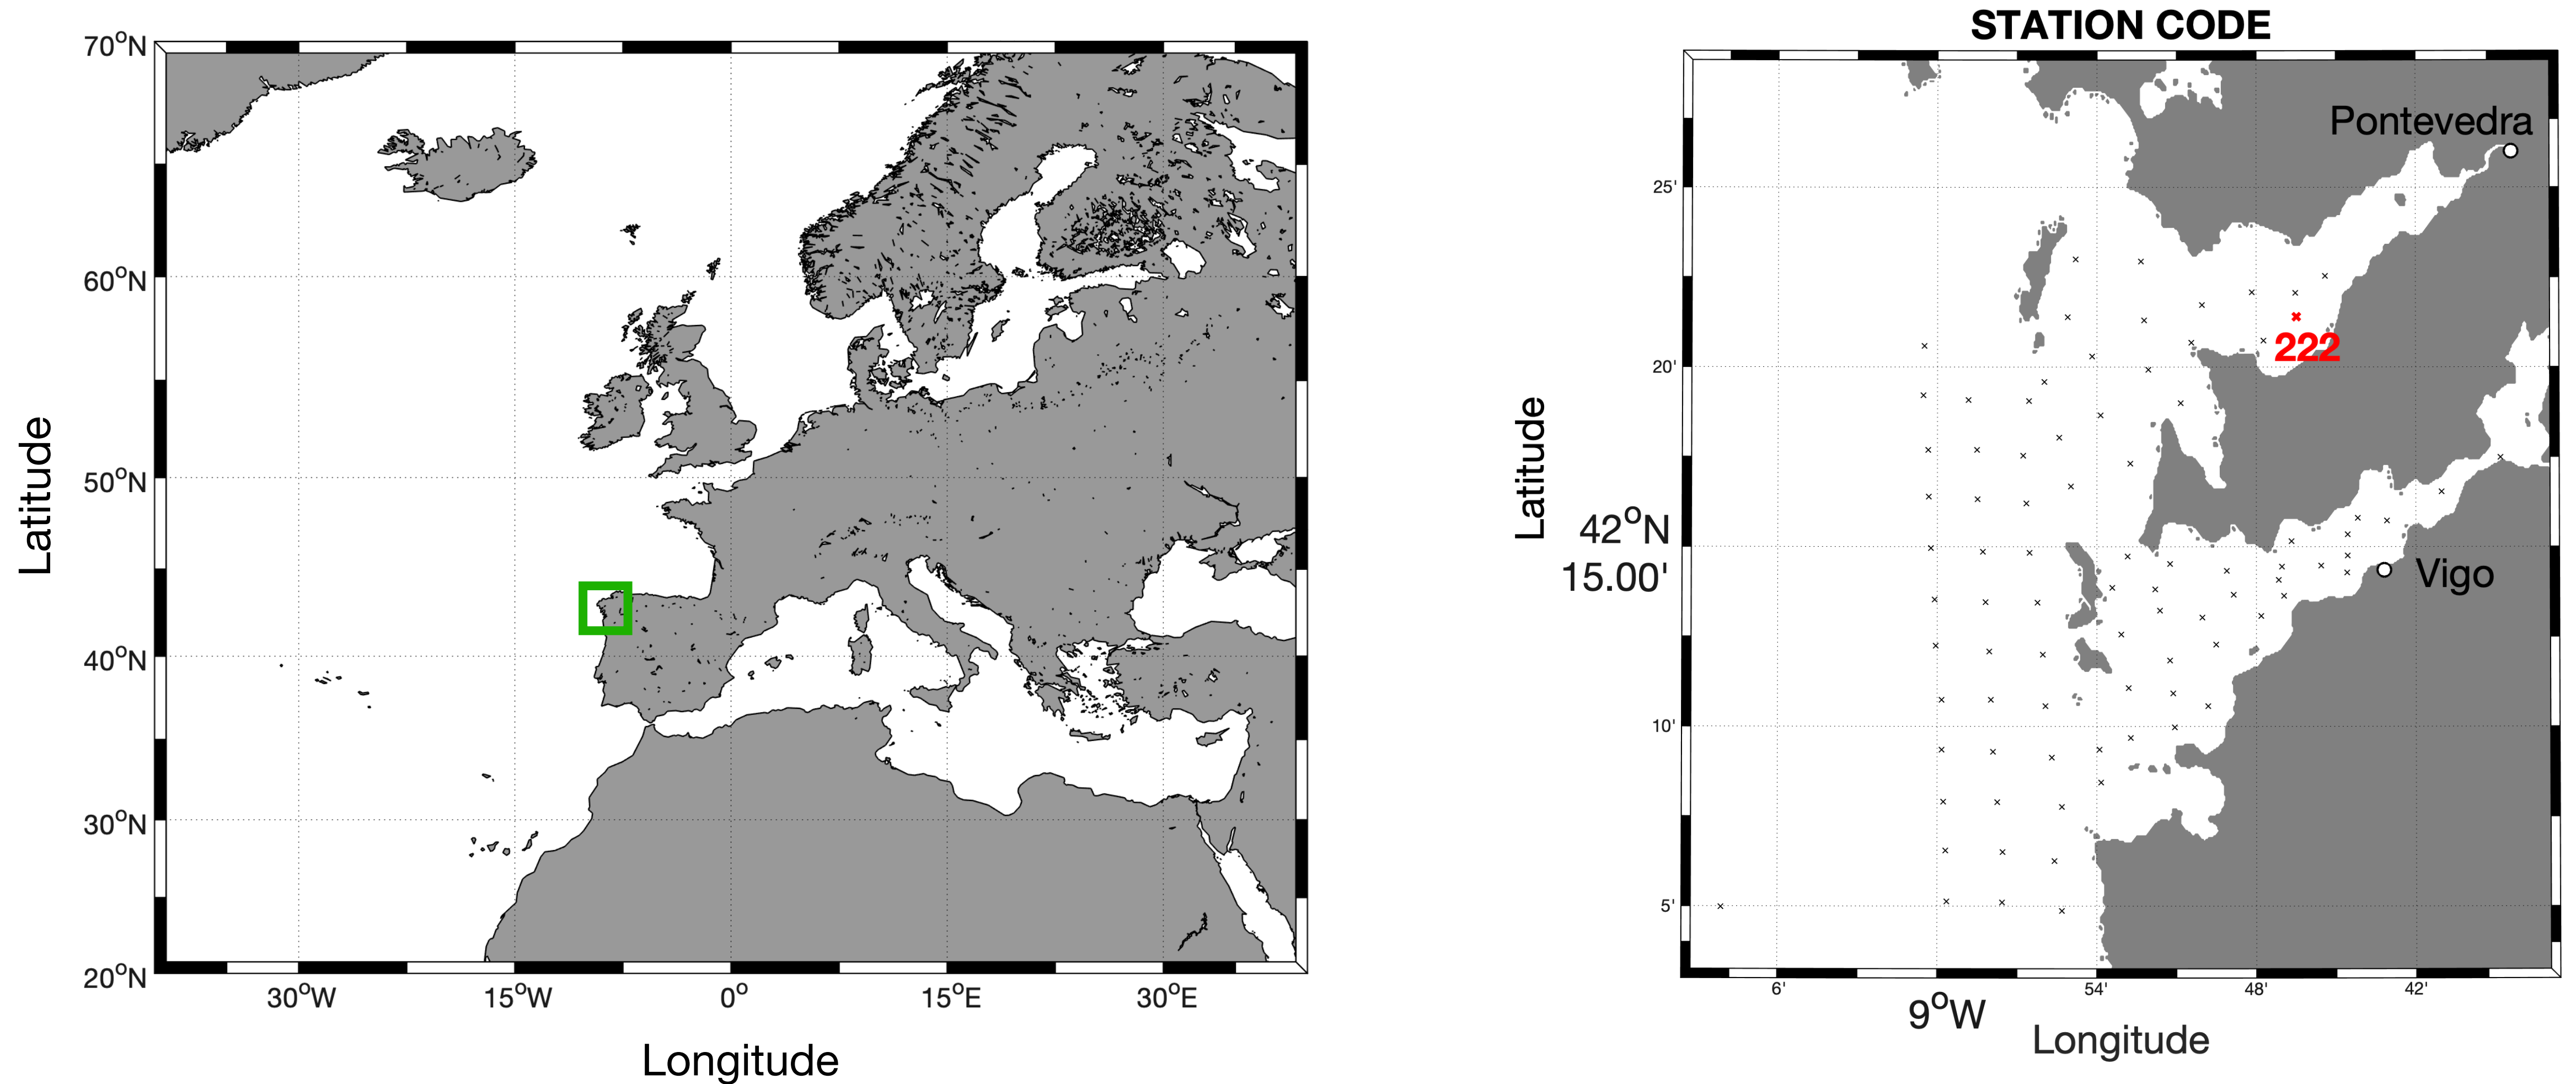 70°N
60°N
50°N
40°N
30°N
20°N
Latitude
30°W
15°W
0°
15°E
30°E
Longitude
STATION CODE
Pontevedra
25'
222
20'
Latitude
42°N
15.00'
Vigo
10'
5'
6'
9°W
54'
48'
42'
Longitude